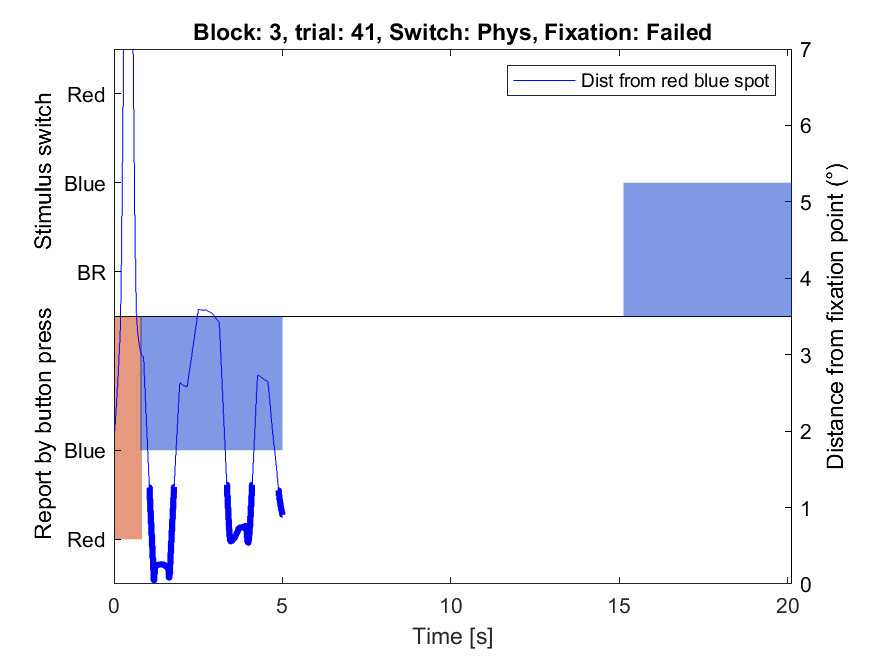 Block: 3, trial: 41, Switch: Phys, Fixation: Failed
Dist from red blue spot
Stimulus switch
Red
Blue
BR
Report by button press
Blue
Red
7
6
5
4
3
2
1
0
Distance from fixation point (°)
0 5 10 15 20
Time [s]